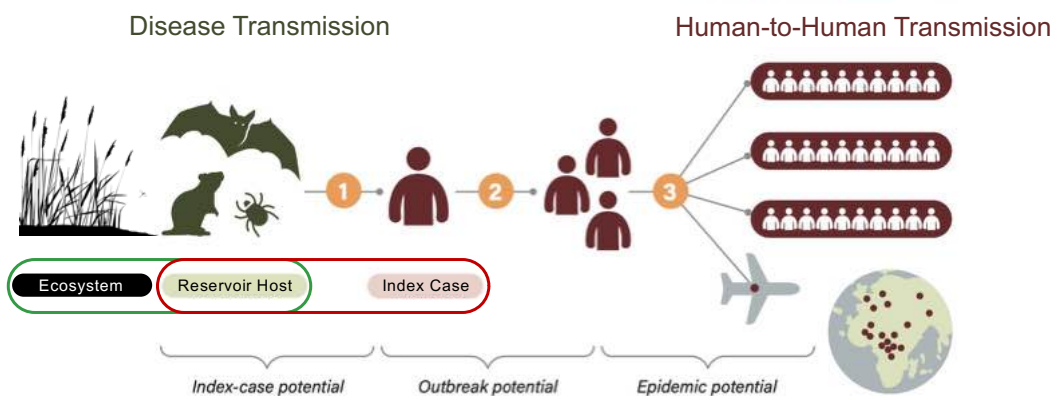 Disease Transmission
Human-to-Human Transmission
1
2
3
Ecosystem
Reservoir Host
Index Case
Index-case potential
Outbreak potential
Epidemic potential